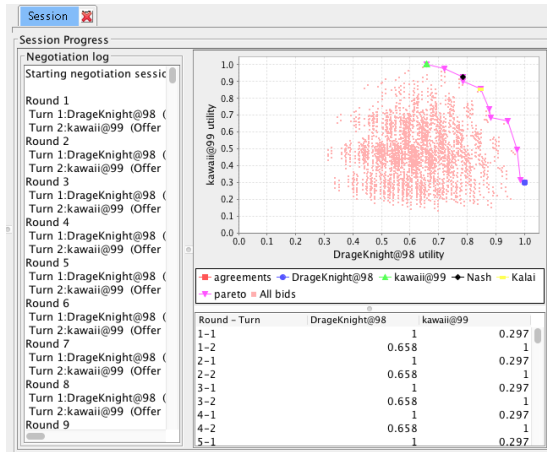 Session
Session Progress
Negotiation log
Starting negotiation sessic
Round 1
Turn 1:DrageKnight@98 (
Turn 2:kawaii@99 (Offer
Round 2
Turn 1:DrageKnight@98 (
Turn 2:kawaii@99 (Offer
Round 3
Turn 1:DrageKnight@98 (
Turn 2:kawaii@99 (Offer
Round 4
Turn 1:DrageKnight@98 (
Turn 2:kawaii@99 (Offer
Round 5
Turn 1:DrageKnight@98 (
Turn 2:kawaii@99 (Offer
Round 6
Turn 1:DrageKnight@98 (
Turn 2:kawaii@99 (Offer
Round 7
Turn 1:DrageKnight@98 (
Turn 2:kawaii@99 (Offer
Round 8
Turn 1:DrageKnight@98 (
Turn 2:kawaii@99 (Offer
Round 9
kawaii@99 utility
1.0
0.9
0.8
0.7
0.6
0.5
0.4
0.3
0.2
0.1
0.0
0.0 0.1 0.2 0.3 0.4 0.5 0.6 0.7 0.8 0.9 1.0
DrageKnight@98 utility
agreements DrageKnight@98 kawaii@99 Nash Kalai
pareto All bids
Round - Turn DrageKnight@98 kawaii@99
1-1 1 0.297
1-2 0.658 1
2-1 1 0.297
2-2 0.658 1
3-1 1 0.297
3-2 0.658 1
4-1 1 0.297
4-2 0.658 1
5-1 1 0.297